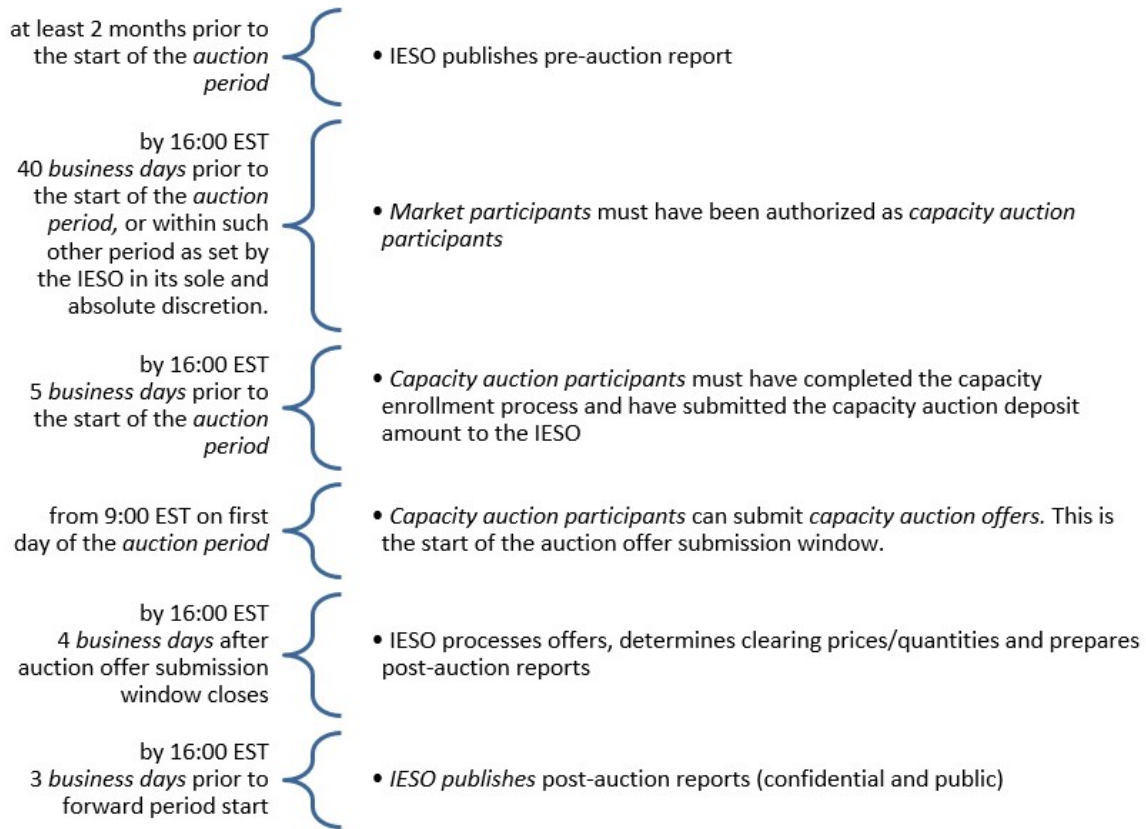 at least 2 months prior to
the start of the auction
period
• IESO publishes pre-auction report
by 16:00 EST
40 business days prior to
the start of the auction
period, or within such
other period as set by
the IESO in its sole and
absolute discretion.
• Market participants must have been authorized as capacity auction
participants
by 16:00 EST
5 business days prior to
the start of the auction
period
• Capacity auction participants must have completed the capacity
enrollment process and have submitted the capacity auction deposit
amount to the IESO
from 9:00 EST on first
day of the auction period
• Capacity auction participants can submit capacity auction offers. This is
the start of the auction offer submission window.
by 16:00 EST
4 business days after
auction offer submission
window closes
• IESO processes offers, determines clearing prices/quantities and prepares
post-auction reports
by 16:00 EST
3 business days prior to
forward period start
• IESO publishes post-auction reports (confidential and public)